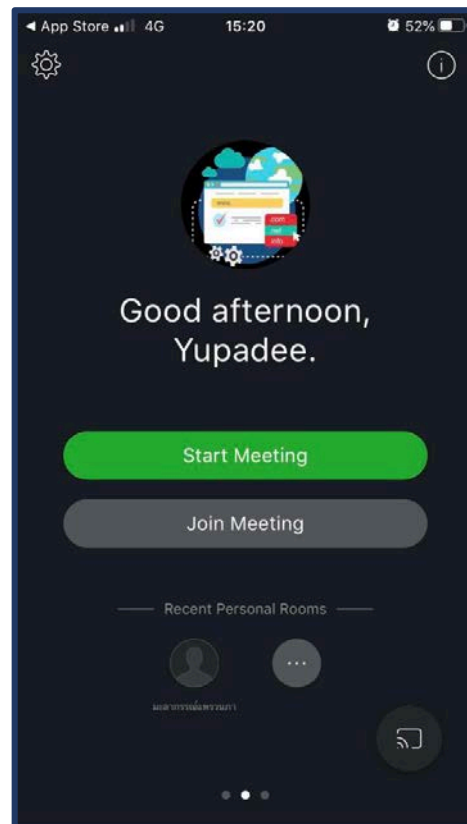 ◀ App Store 4G 15:20 52%
www.
.com
.net
.info
Good afternoon,
Yupadee.
Start Meeting
Join Meeting
Recent Personal Rooms